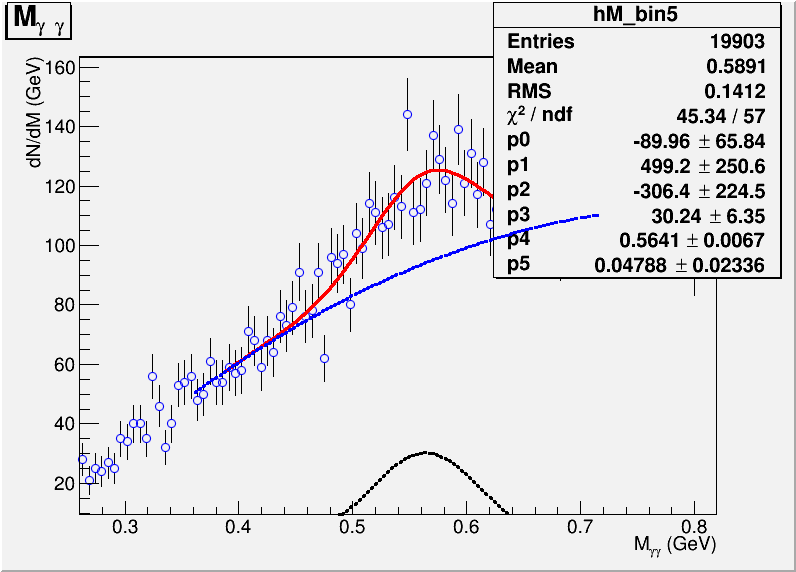 Mγ γ
hM_bin5
Entries 19903
Mean 0.5891
RMS 0.1412
χ² / ndf 45.34 / 57
p0 -89.96 ± 65.84
p1 499.2 ± 250.6
p2 -306.4 ± 224.5
p3 30.24 ± 6.35
p4 0.5641 ± 0.0067
p5 0.04788 ± 0.02336
dN/dM (GeV)
160
140
120
100
80
60
40
20
0.3 0.4 0.5 0.6 0.7 0.8
Mγγ (GeV)